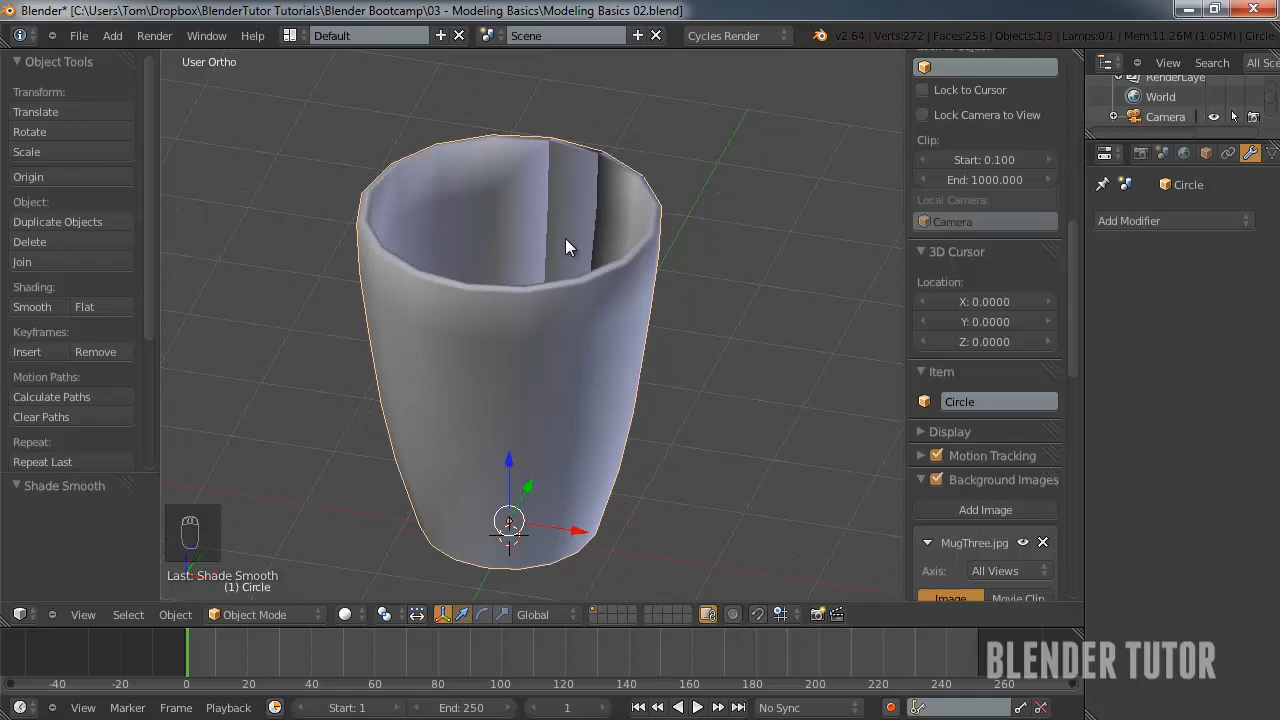 Blender* [C:\Users\Tom\Dropbox\BlenderTutor Tutorials\Blender Bootcamp\03 - Modeling Basics\Modeling Basics 02.blend]
File Add Render Window Help Default Scene Cycles Render v2.64 | Verts:272 | Faces:258 | Objects:1/3 | Lamps:0/1 | Mem:11.26M (1.05M) | Circle
Object Tools
Transform:
Translate
Rotate
Scale
Origin
Object:
Duplicate Objects
Delete
Join
Shading:
Smooth Flat
Keyframes:
Insert Remove
Motion Paths:
Calculate Paths
Clear Paths
Repeat:
Repeat Last
Shade Smooth
User Ortho
Last: Shade Smooth
(1) Circle
Lock to Cursor
Lock Camera to View
Clip:
Start: 0.100
End: 1000.000
Local Camera:
Camera
3D Cursor
Location:
X: 0.0000
Y: 0.0000
Z: 0.0000
Item
Circle
Display
Motion Tracking
Background Images
Add Image
MugThree.jpg
Axis: All Views
Image Movie Clip
View Search All Sce
RenderLaye
World
Camera
Circle
Add Modifier
View Select Object Object Mode Global
-40 -20 0 20 40 60 80 100 120 140 160 180 200 220 240 260
View Marker Frame Playback Start: 1 End: 250 1 No Sync
BLENDER TUTOR